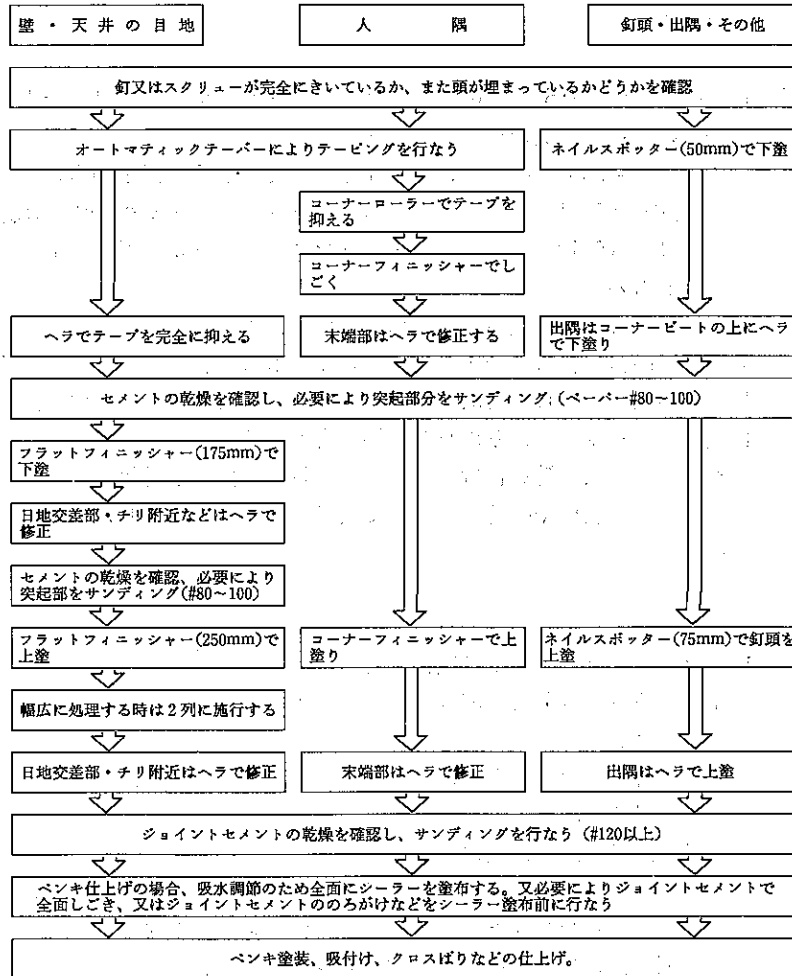 壁・天井の目地
入隅
釘頭・出隅・その他
釘又はスクリューが完全にきいているか、また頭が埋まっているかどうかを確認
オートマティックテーパーによりテーピングを行なう
ネイルスポッター(50mm)で下塗
コーナーローラーでテープを
抑える
コーナーフィニッシャーでし
ごく
ヘラでテープを完全に抑える
末端部はヘラで修正する
出隅はコーナービートの上にヘラ
で下塗り
セメントの乾燥を確認し、必要により突起部分をサンディング(ペーパー#80〜100)
フラットフィニッシャー(175mm)で
下塗
目地交差部・チリ附近などはヘラで
修正
セメントの乾燥を確認、必要により
突起部をサンディング(#80〜100)
フラットフィニッシャー(250mm)で
上塗
コーナーフィニッシャーで上
塗り
ネイルスポッター(75mm)で釘頭を
上塗
幅広に処理する時は2列に施行する
目地交差部・チリ附近はヘラで修正
末端部はヘラで修正
出隅はヘラで上塗
ジョイントセメントの乾燥を確認し、サンディングを行なう(#120以上)
ペンキ仕上げの場合、吸水調節のため全面にシーラーを塗布する。又必要によりジョイントセメントで
全面しごき、又はジョイントセメントののろがけなどをシーラー塗布前に行なう
ペンキ塗装、吸付け、クロスばりなどの仕上げ。